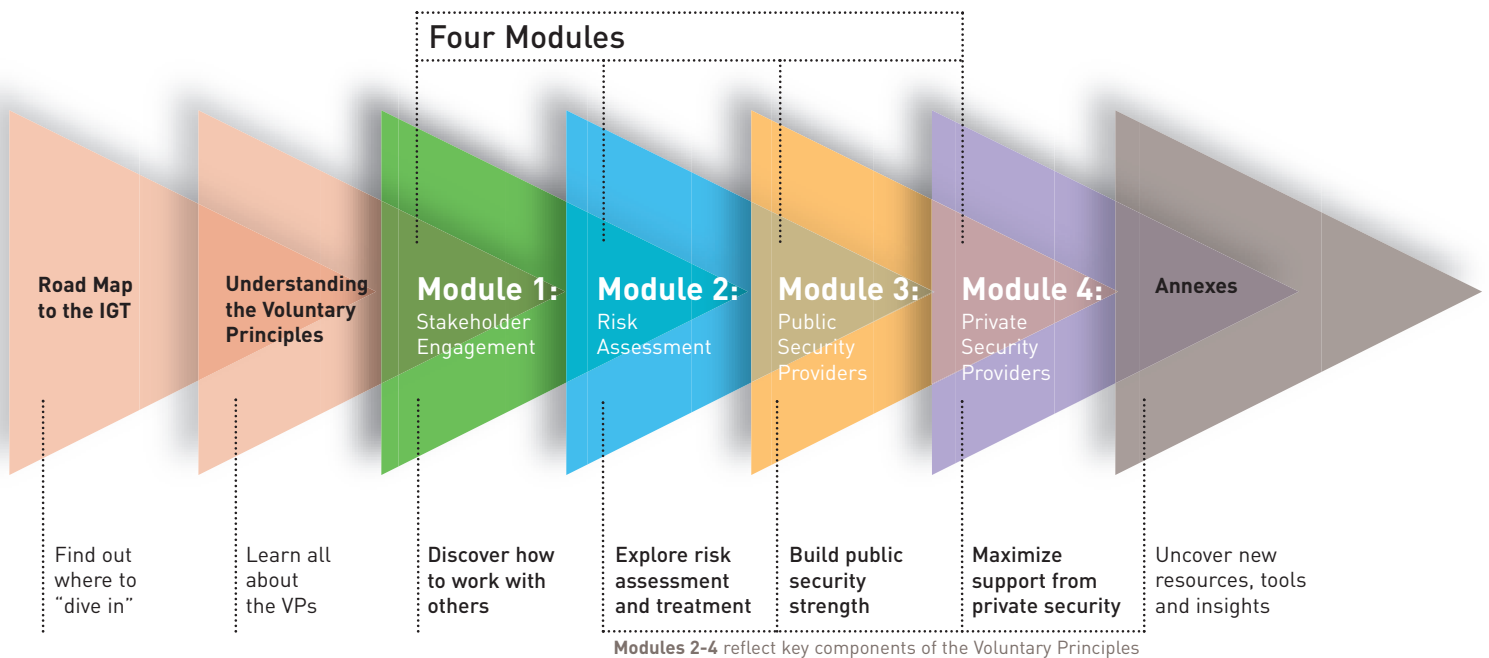 Four Modules
Road Map
to the IGT
Understanding
the Voluntary
Principles
Module 1:
Stakeholder
Engagement
Module 2:
Risk
Assessment
Module 3:
Public
Security
Providers
Module 4:
Private
Security
Providers
Annexes
Find out
where to
“dive in”
Learn all
about
the VPs
Discover how
to work with
others
Explore risk
assessment
and treatment
Build public
security
strength
Maximize
support from
private security
Uncover new
resources, tools
and insights
Modules 2-4 reflect key components of the Voluntary Principles